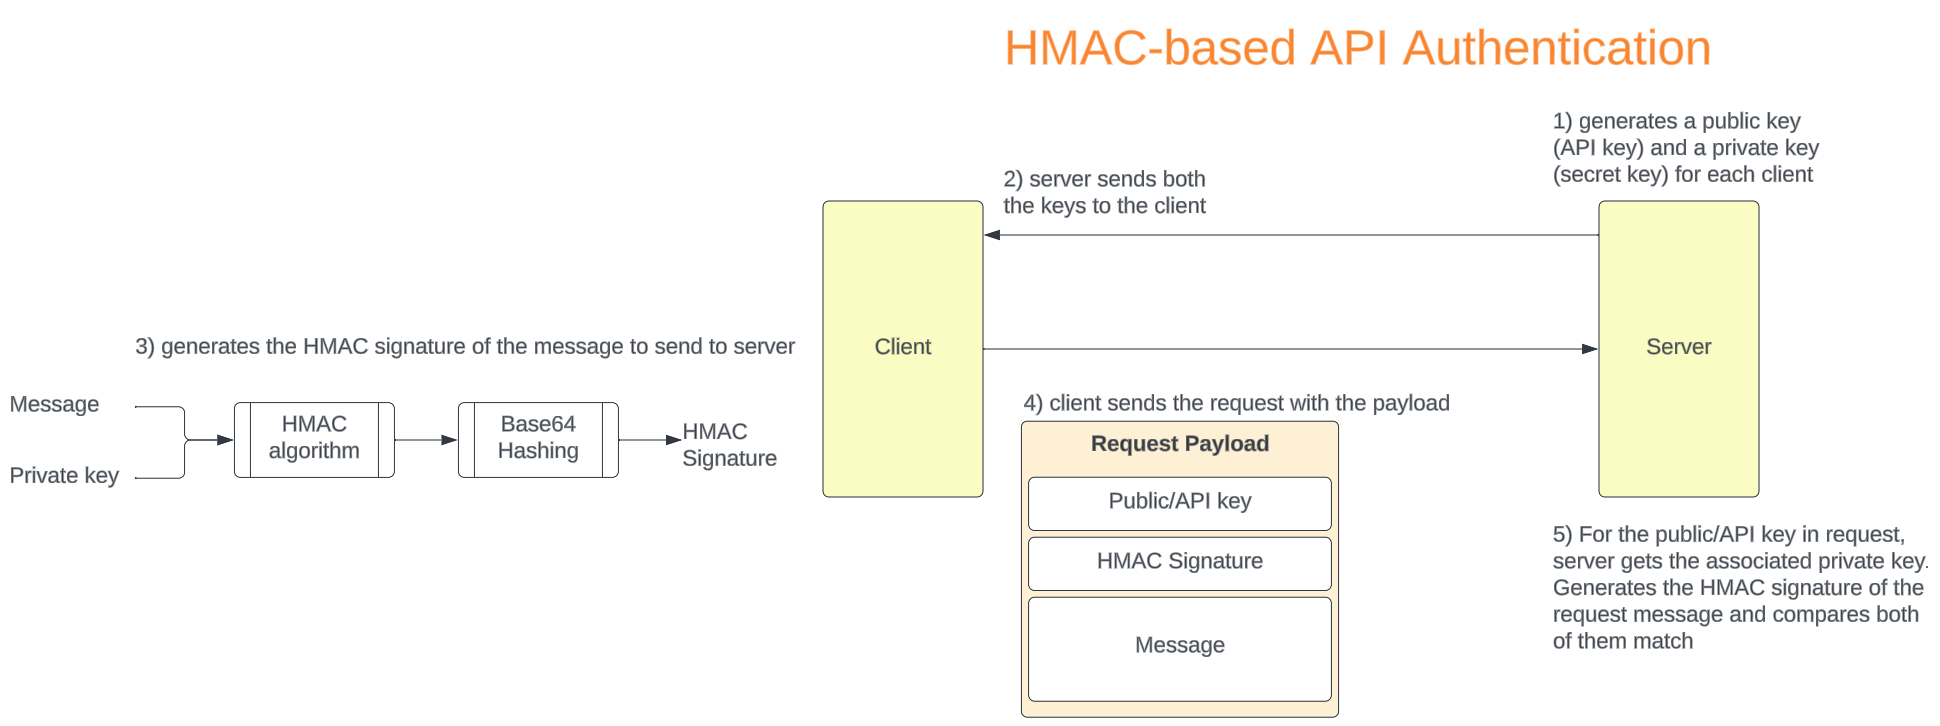 HMAC-based API Authentication
1) generates a public key
(API key) and a private key
(secret key) for each client
2) server sends both
the keys to the client
Client
Server
3) generates the HMAC signature of the message to send to server
Message
Private key
HMAC
algorithm
Base64
Hashing
HMAC
Signature
4) client sends the request with the payload
Request Payload
Public/API key
HMAC Signature
Message
5) For the public/API key in request,
server gets the associated private key.
Generates the HMAC signature of the
request message and compares both
of them match